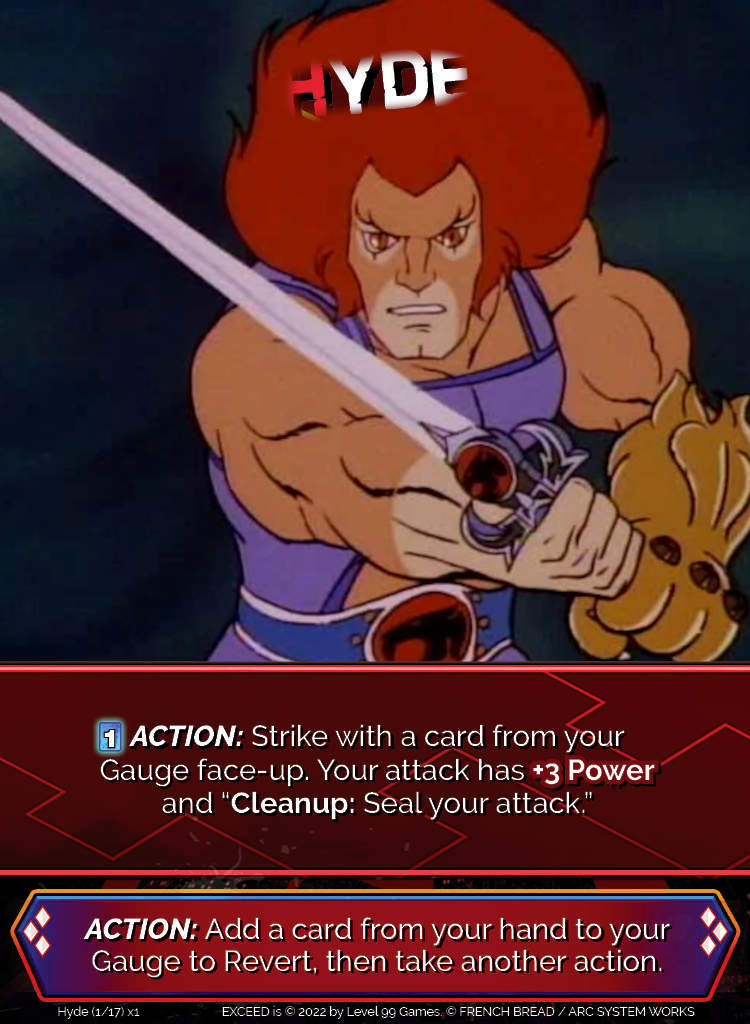 HYDE
1 ACTION: Strike with a card from your
Gauge face-up. Your attack has +3 Power
and “Cleanup: Seal your attack.”
ACTION: Add a card from your hand to your
Gauge to Revert, then take another action.
Hyde (1/17) x1 EXCEED is © 2022 by Level 99 Games. © FRENCH BREAD / ARC SYSTEM WORKS